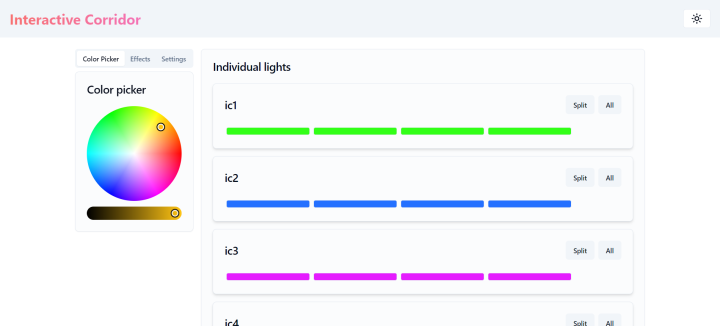 Interactive Corridor
Color Picker Effects Settings
Color picker
Individual lights
ic1 Split All
ic2 Split All
ic3 Split All
ic4 Split All